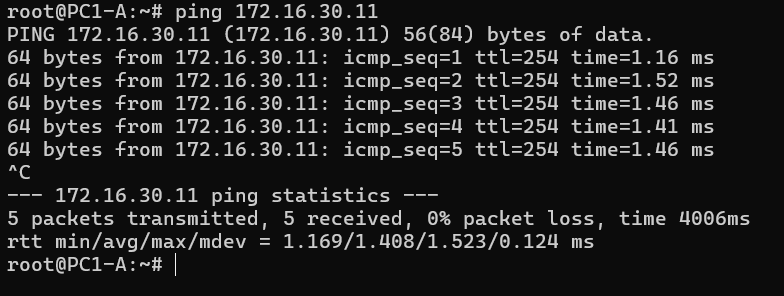 root@PC1-A:~# ping 172.16.30.11
PING 172.16.30.11 (172.16.30.11) 56(84) bytes of data.
64 bytes from 172.16.30.11: icmp_seq=1 ttl=254 time=1.16 ms
64 bytes from 172.16.30.11: icmp_seq=2 ttl=254 time=1.52 ms
64 bytes from 172.16.30.11: icmp_seq=3 ttl=254 time=1.46 ms
64 bytes from 172.16.30.11: icmp_seq=4 ttl=254 time=1.41 ms
64 bytes from 172.16.30.11: icmp_seq=5 ttl=254 time=1.46 ms
^C
--- 172.16.30.11 ping statistics ---
5 packets transmitted, 5 received, 0% packet loss, time 4006ms
rtt min/avg/max/mdev = 1.169/1.408/1.523/0.124 ms
root@PC1-A:~#